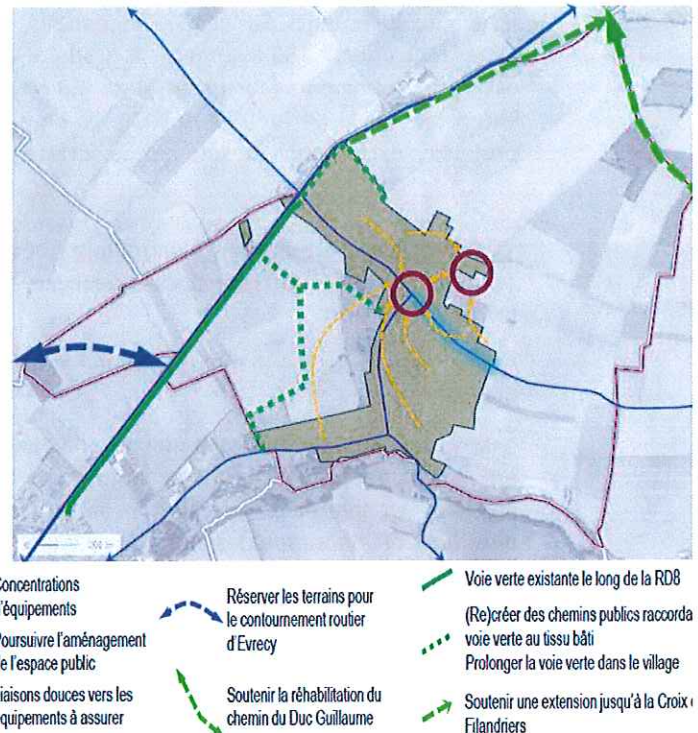 Concentrations
d'équipements
Poursuivre l'aménagement
de l'espace public
Liaisons douces vers les
équipements à assurer
Réserver les terrains pour
le contournement routier
d'Evrecy
Soutenir la réhabilitation du
chemin du Duc Guillaume
Voie verte existante le long de la RD8
(Re)créer des chemins publics raccorda
voie verte au tissu bâti
Prolonger la voie verte dans le village
Soutenir une extension jusqu'à la Croix
Filandriers